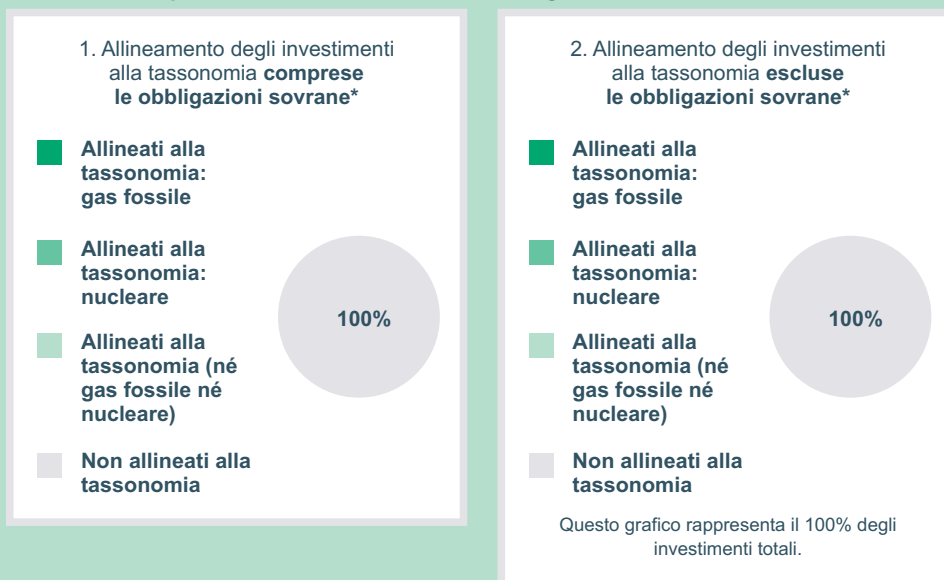 1. Allineamento degli investimenti
alla tassonomia comprese
le obbligazioni sovrane*
Allineati alla
tassonomia:
gas fossile
Allineati alla
tassonomia:
nucleare
Allineati alla
tassonomia (né
gas fossile né
nucleare)
Non allineati alla
tassonomia
100%
2. Allineamento degli investimenti
alla tassonomia escluse
le obbligazioni sovrane*
Allineati alla
tassonomia:
gas fossile
Allineati alla
tassonomia:
nucleare
Allineati alla
tassonomia (né
gas fossile né
nucleare)
Non allineati alla
tassonomia
100%
Questo grafico rappresenta il 100% degli
investimenti totali.